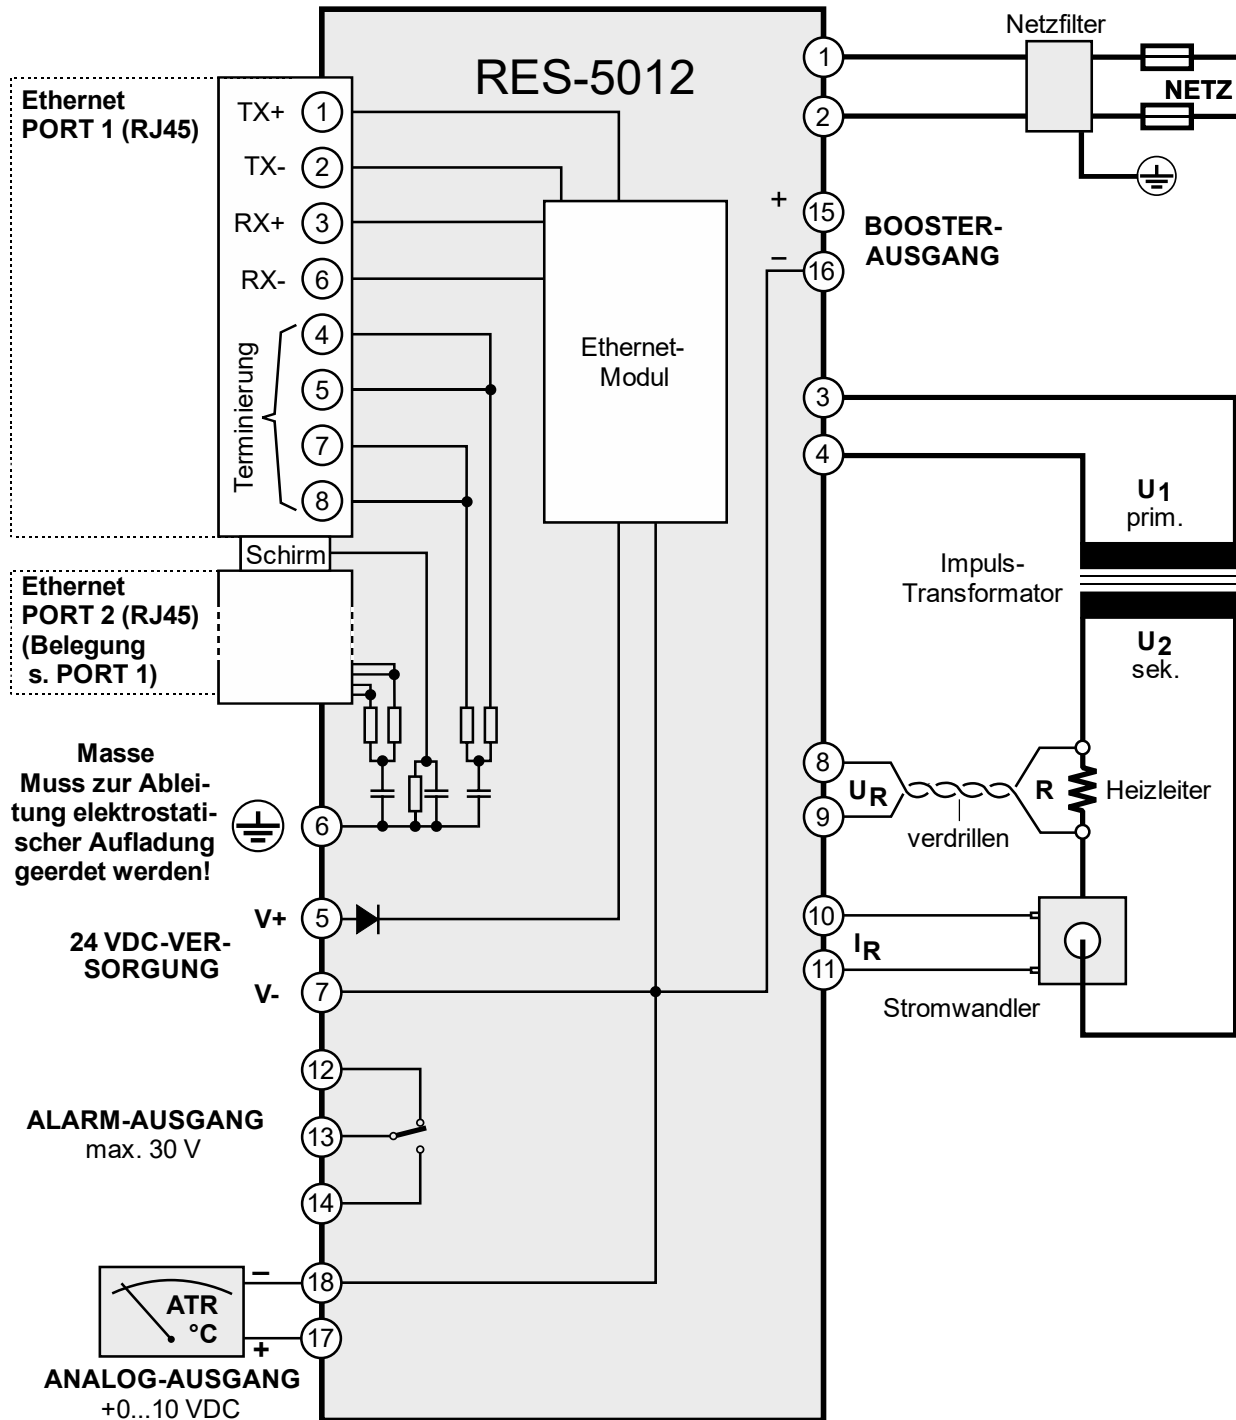 RES-5012
Netzfilter
NETZ
1
2
Ethernet
PORT 1 (RJ45)
TX+ 1
TX- 2
RX+ 3
RX- 6
4
5
7
8
Terminierung
Schirm
Ethernet
PORT 2 (RJ45)
(Belegung
s. PORT 1)
Ethernet-
Modul
+ 15
– 16
BOOSTER-
AUSGANG
3
4
U1
prim.
Impuls-
Transformator
U2
sek.
Masse
Muss zur Ablei-
tung elektrostati-
scher Aufladung
geerdet werden!
6
8
9
UR
R
Heizleiter
verdrillen
V+ 5
24 VDC-VER-
SORGUNG
V- 7
10
11
IR
Stromwandler
12
13
14
ALARM-AUSGANG
max. 30 V
– 18
+ 17
ATR
°C
ANALOG-AUSGANG
+0...10 VDC